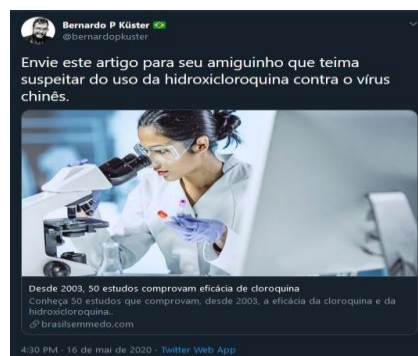 Bernardo P Küster 🇧🇷
@bernardopkuster
Envie este artigo para seu amiguinho que teima
suspeitar do uso da hidroxicloroquina contra o vírus
chinês.
Desde 2003, 50 estudos comprovam eficácia de cloroquina
Conheça 50 estudos que comprovam, desde 2003, a eficácia da cloroquina e da
hidroxicloroquina..
brasilsemmedo.com
4:30 PM · 16 de mai de 2020 · Twitter Web App